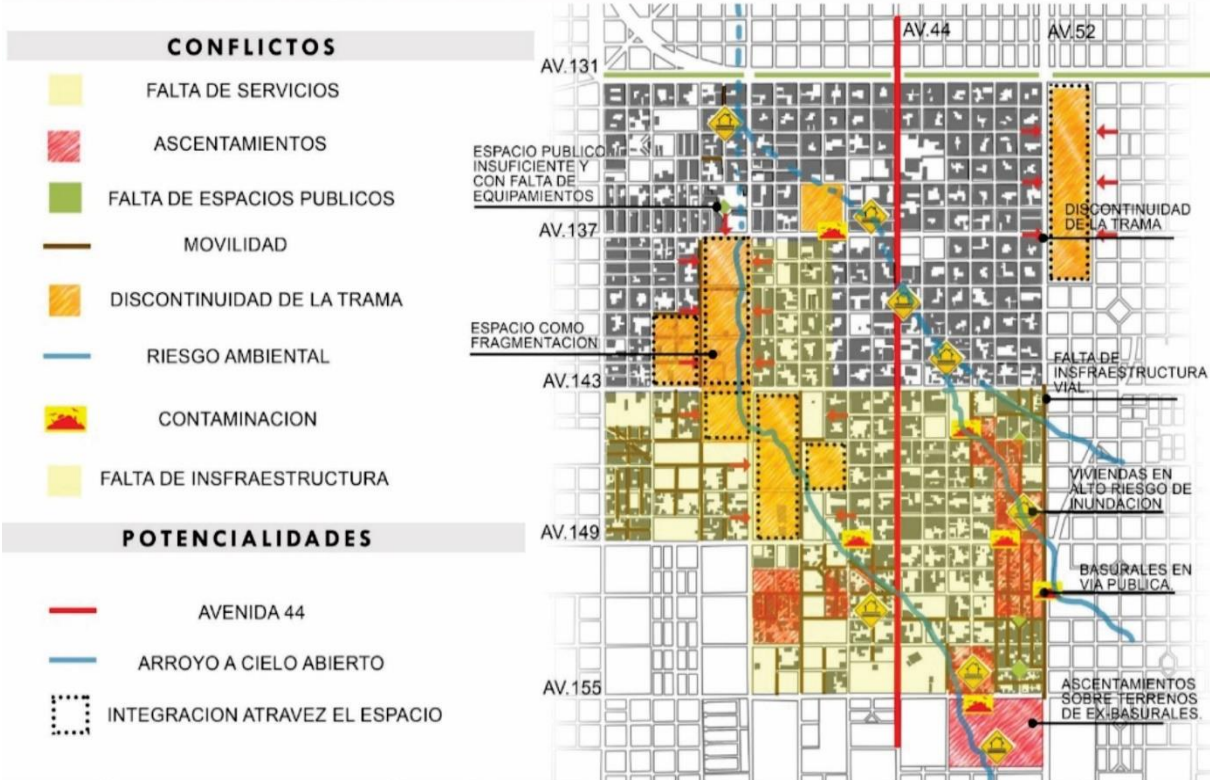 CONFLICTOS
FALTA DE SERVICIOS
ASCENTAMIENTOS
FALTA DE ESPACIOS PUBLICOS
MOVILIDAD
DISCONTINUIDAD DE LA TRAMA
RIESGO AMBIENTAL
CONTAMINACION
FALTA DE INSFRAESTRUCTURA
POTENCIALIDADES
AVENIDA 44
ARROYO A CIELO ABIERTO
INTEGRACION ATRAVEZ EL ESPACIO
AV.44
AV.52
AV.131
ESPACIO PUBLICO
INSUFICIENTE Y
CON FALTA DE
EQUIPAMIENTOS
AV.137
DISCONTINUIDAD
DE LA TRAMA
ESPACIO COMO
FRAGMENTACION
AV.143
FALTA DE
INSFRAESTRUCTURA
VIAL.
VIVIENDAS EN
ALTO RIESGO DE
INUNDACIÓN
AV.149
BASURALES EN
VIA PUBLICA.
AV.155
ASCENTAMIENTOS
SOBRE TERRENOS
DE EX-BASURALES.